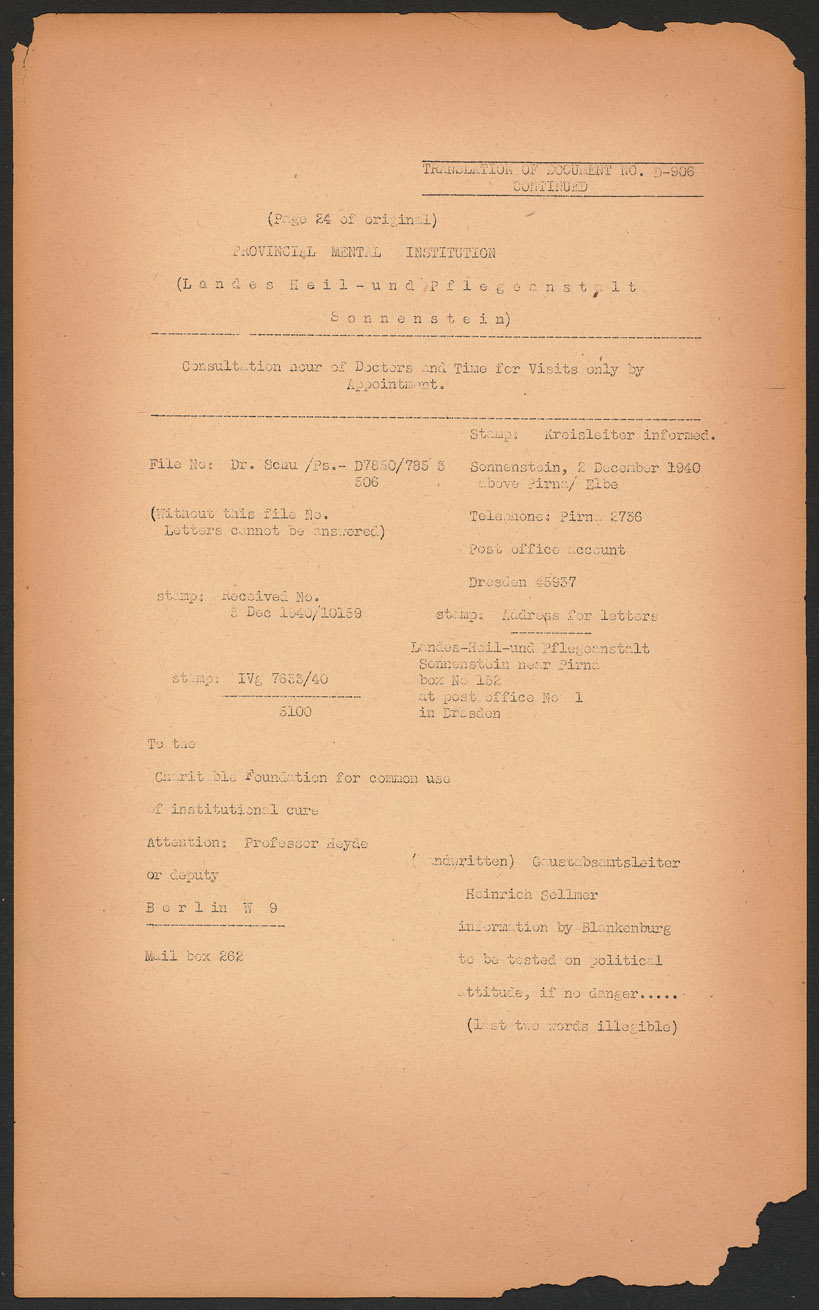 TRANSLATION OF DOCUMENT NO. D-906
CONTINUED
(Page 24 of original)
PROVINCIAL MENTAL INSTITUTION
(Landes Heil-und Pflegeanstalt
Sonnenstein)
Consultation hour of Doctors and Time for Visits only by
Appointment.
Stamp: Kreisleiter informed.
File No: Dr. Schu /Ps.- D7850/785 3
506
Sonnenstein, 2 December 1940
above Pirna/ Elbe
(Without this file No.
Letters cannot be answered)
Telephone: Pirna 2736
Post office account
Dresden 45937
stamp: Received No.
5 Dec 1940/10159
stamp: Address for letters
Landes-Heil-und Pflegeanstalt
Sonnenstein near Pirna
box No 152
at post office No 1
in Dresden
stamp: IVg 7633/40
5100
To the
Charitable Foundation for common use
of institutional cure
Attention: Professor Heyde
or deputy
Berlin W 9
Mail box 262
(handwritten) Gaustabsamtsleiter
Heinrich Sellmer
information by Blankenburg
to be tested on political
attitude, if no danger.....
(last two words illegible)